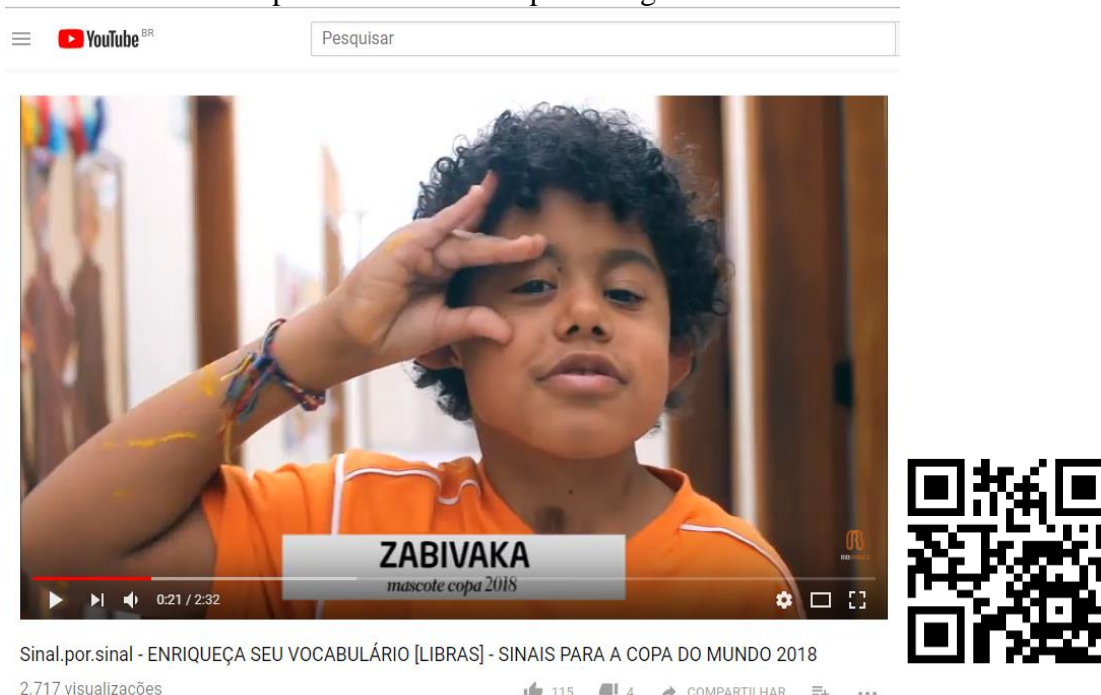 YouTube BR
Pesquisar
ZABIVAKA
mascote copa 2018
0:21 / 2:32
Sinal.por.sinal - ENRIQUEÇA SEU VOCABULÁRIO [LIBRAS] - SINAIS PARA A COPA DO MUNDO 2018
2.717 visualizações
115 4 COMPARTILHAR